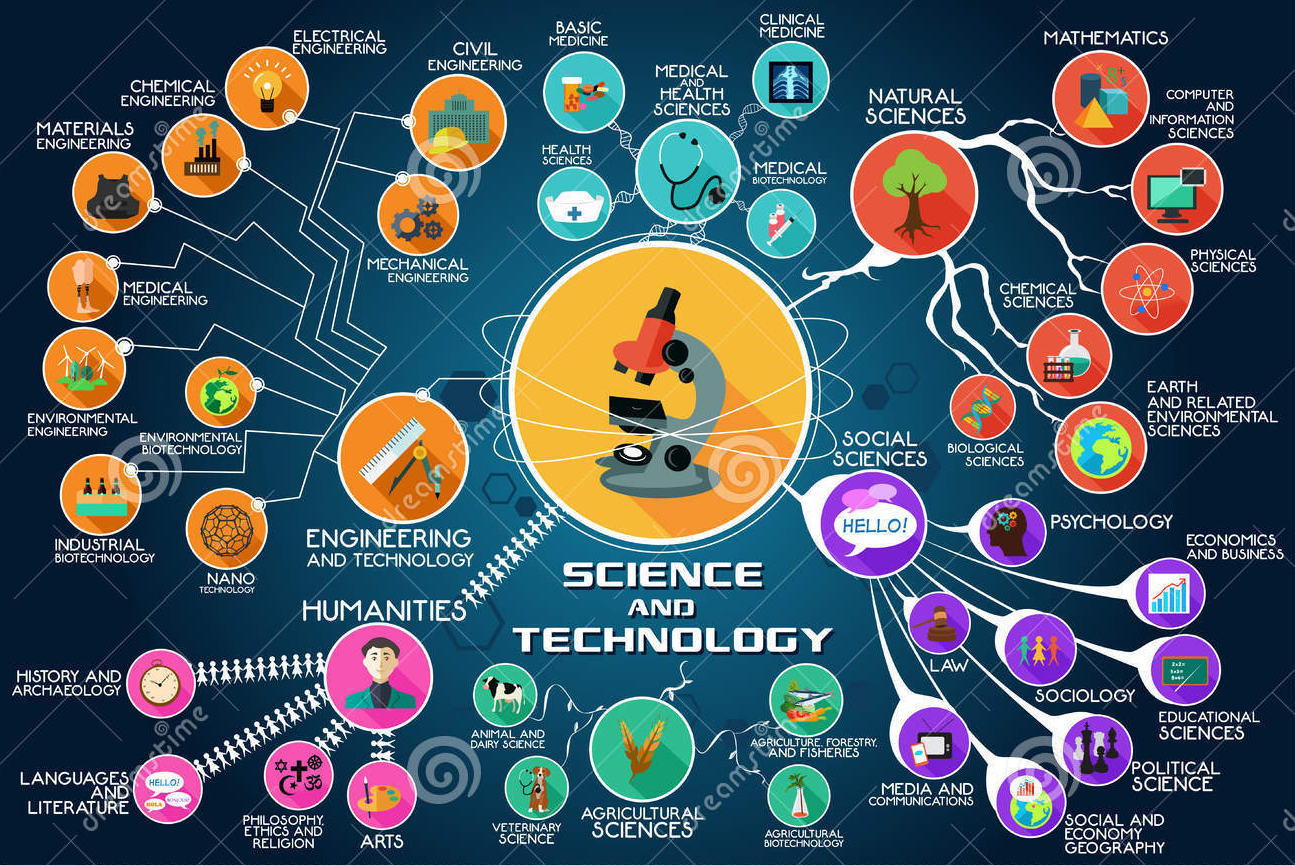 ELECTRICAL
ENGINEERING
CHEMICAL
ENGINEERING
MATERIALS
ENGINEERING
CIVIL
ENGINEERING
MECHANICAL
ENGINEERING
MEDICAL
ENGINEERING
ENVIRONMENTAL
ENGINEERING
ENVIRONMENTAL
BIOTECHNOLOGY
INDUSTRIAL
BIOTECHNOLOGY
NANO
TECHNOLOGY
ENGINEERING
AND TECHNOLOGY
BASIC
MEDICINE
CLINICAL
MEDICINE
MEDICAL
AND
HEALTH
SCIENCES
HEALTH
SCIENCES
MEDICAL
BIOTECHNOLOGY
NATURAL
SCIENCES
MATHEMATICS
COMPUTER
AND
INFORMATION
SCIENCES
PHYSICAL
SCIENCES
CHEMICAL
SCIENCES
BIOLOGICAL
SCIENCES
EARTH
AND RELATED
ENVIRONMENTAL
SCIENCES
SCIENCE
AND
TECHNOLOGY
SOCIAL
SCIENCES
HELLO!
PSYCHOLOGY
ECONOMICS
AND BUSINESS
LAW
SOCIOLOGY
EDUCATIONAL
SCIENCES
POLITICAL
SCIENCE
MEDIA AND
COMMUNICATIONS
SOCIAL AND
ECONOMY
GEOGRAPHY
HUMANITIES
HISTORY AND
ARCHAEOLOGY
LANGUAGES
AND
LITERATURE
HELLO!
HOLA
BONJOUR
PHILOSOPHY,
ETHICS AND
RELIGION
ARTS
ANIMAL AND
DAIRY SCIENCE
VETERINARY
SCIENCE
AGRICULTURAL
SCIENCES
AGRICULTURE, FORESTRY,
AND FISHERIES
AGRICULTURAL
BIOTECHNOLOGY
dreamstime